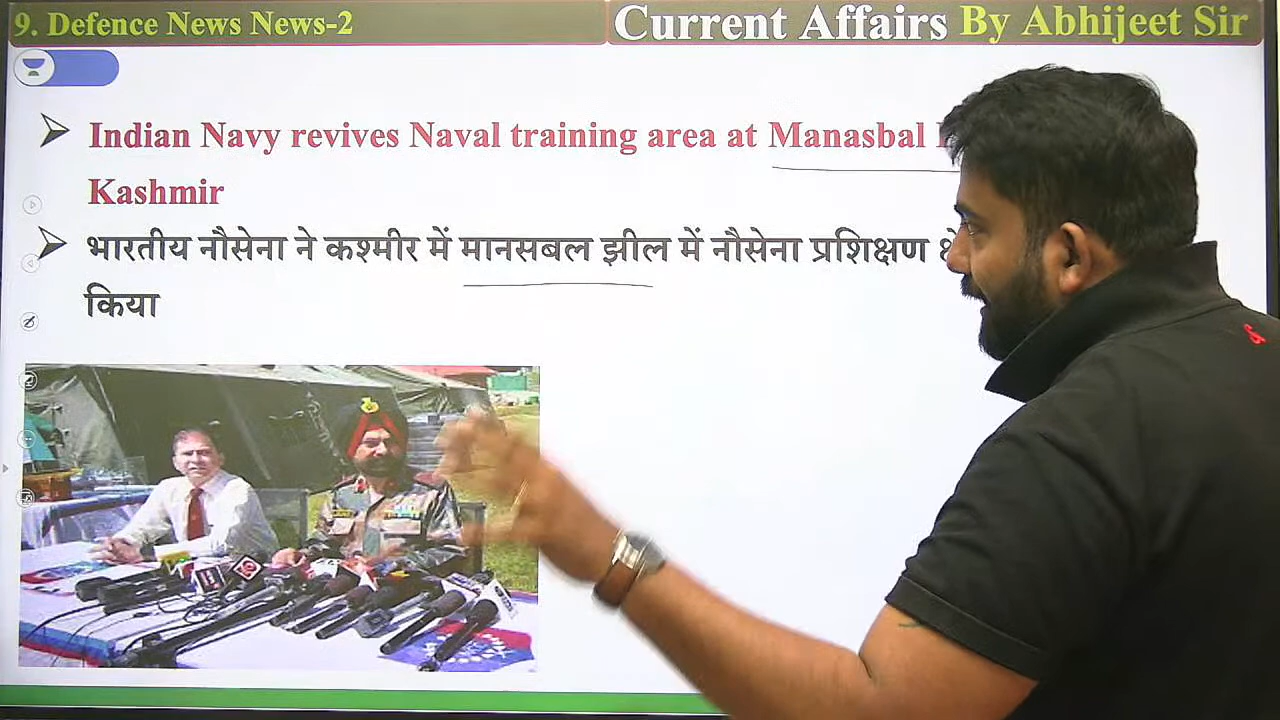 9. Defence News News-2
Current Affairs By Abhijeet Sir
Indian Navy revives Naval training area at Manasbal
Kashmir
भारतीय नौसेना ने कश्मीर में मानसबल झील में नौसेना प्रशिक्षण
किया